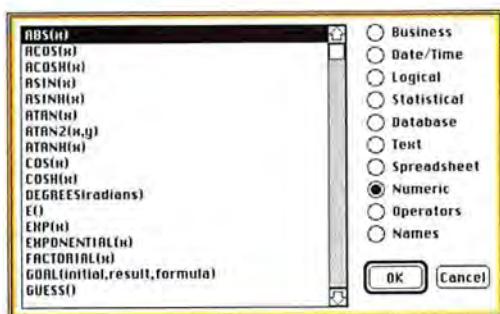 ABS(x)
ACOS(x)
ACOSH(x)
ASIN(x)
ASINH(x)
ATAN(x)
ATAN2(x,y)
ATANH(x)
COS(x)
COSH(x)
DEGREES(radians)
E()
EXP(x)
EXPONENTIAL(x)
FACTORIAL(x)
GOAL(initial,result,formula)
GUESS()
Business
Date/Time
Logical
Statistical
Database
Text
Spreadsheet
Numeric
Operators
Names
OK
Cancel